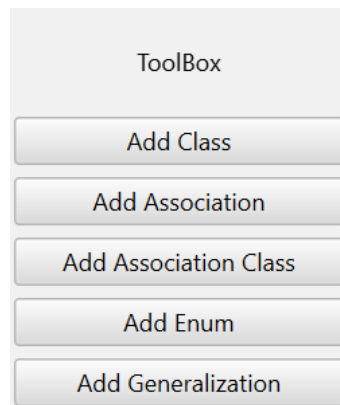 ToolBox
Add Class
Add Association
Add Association Class
Add Enum
Add Generalization